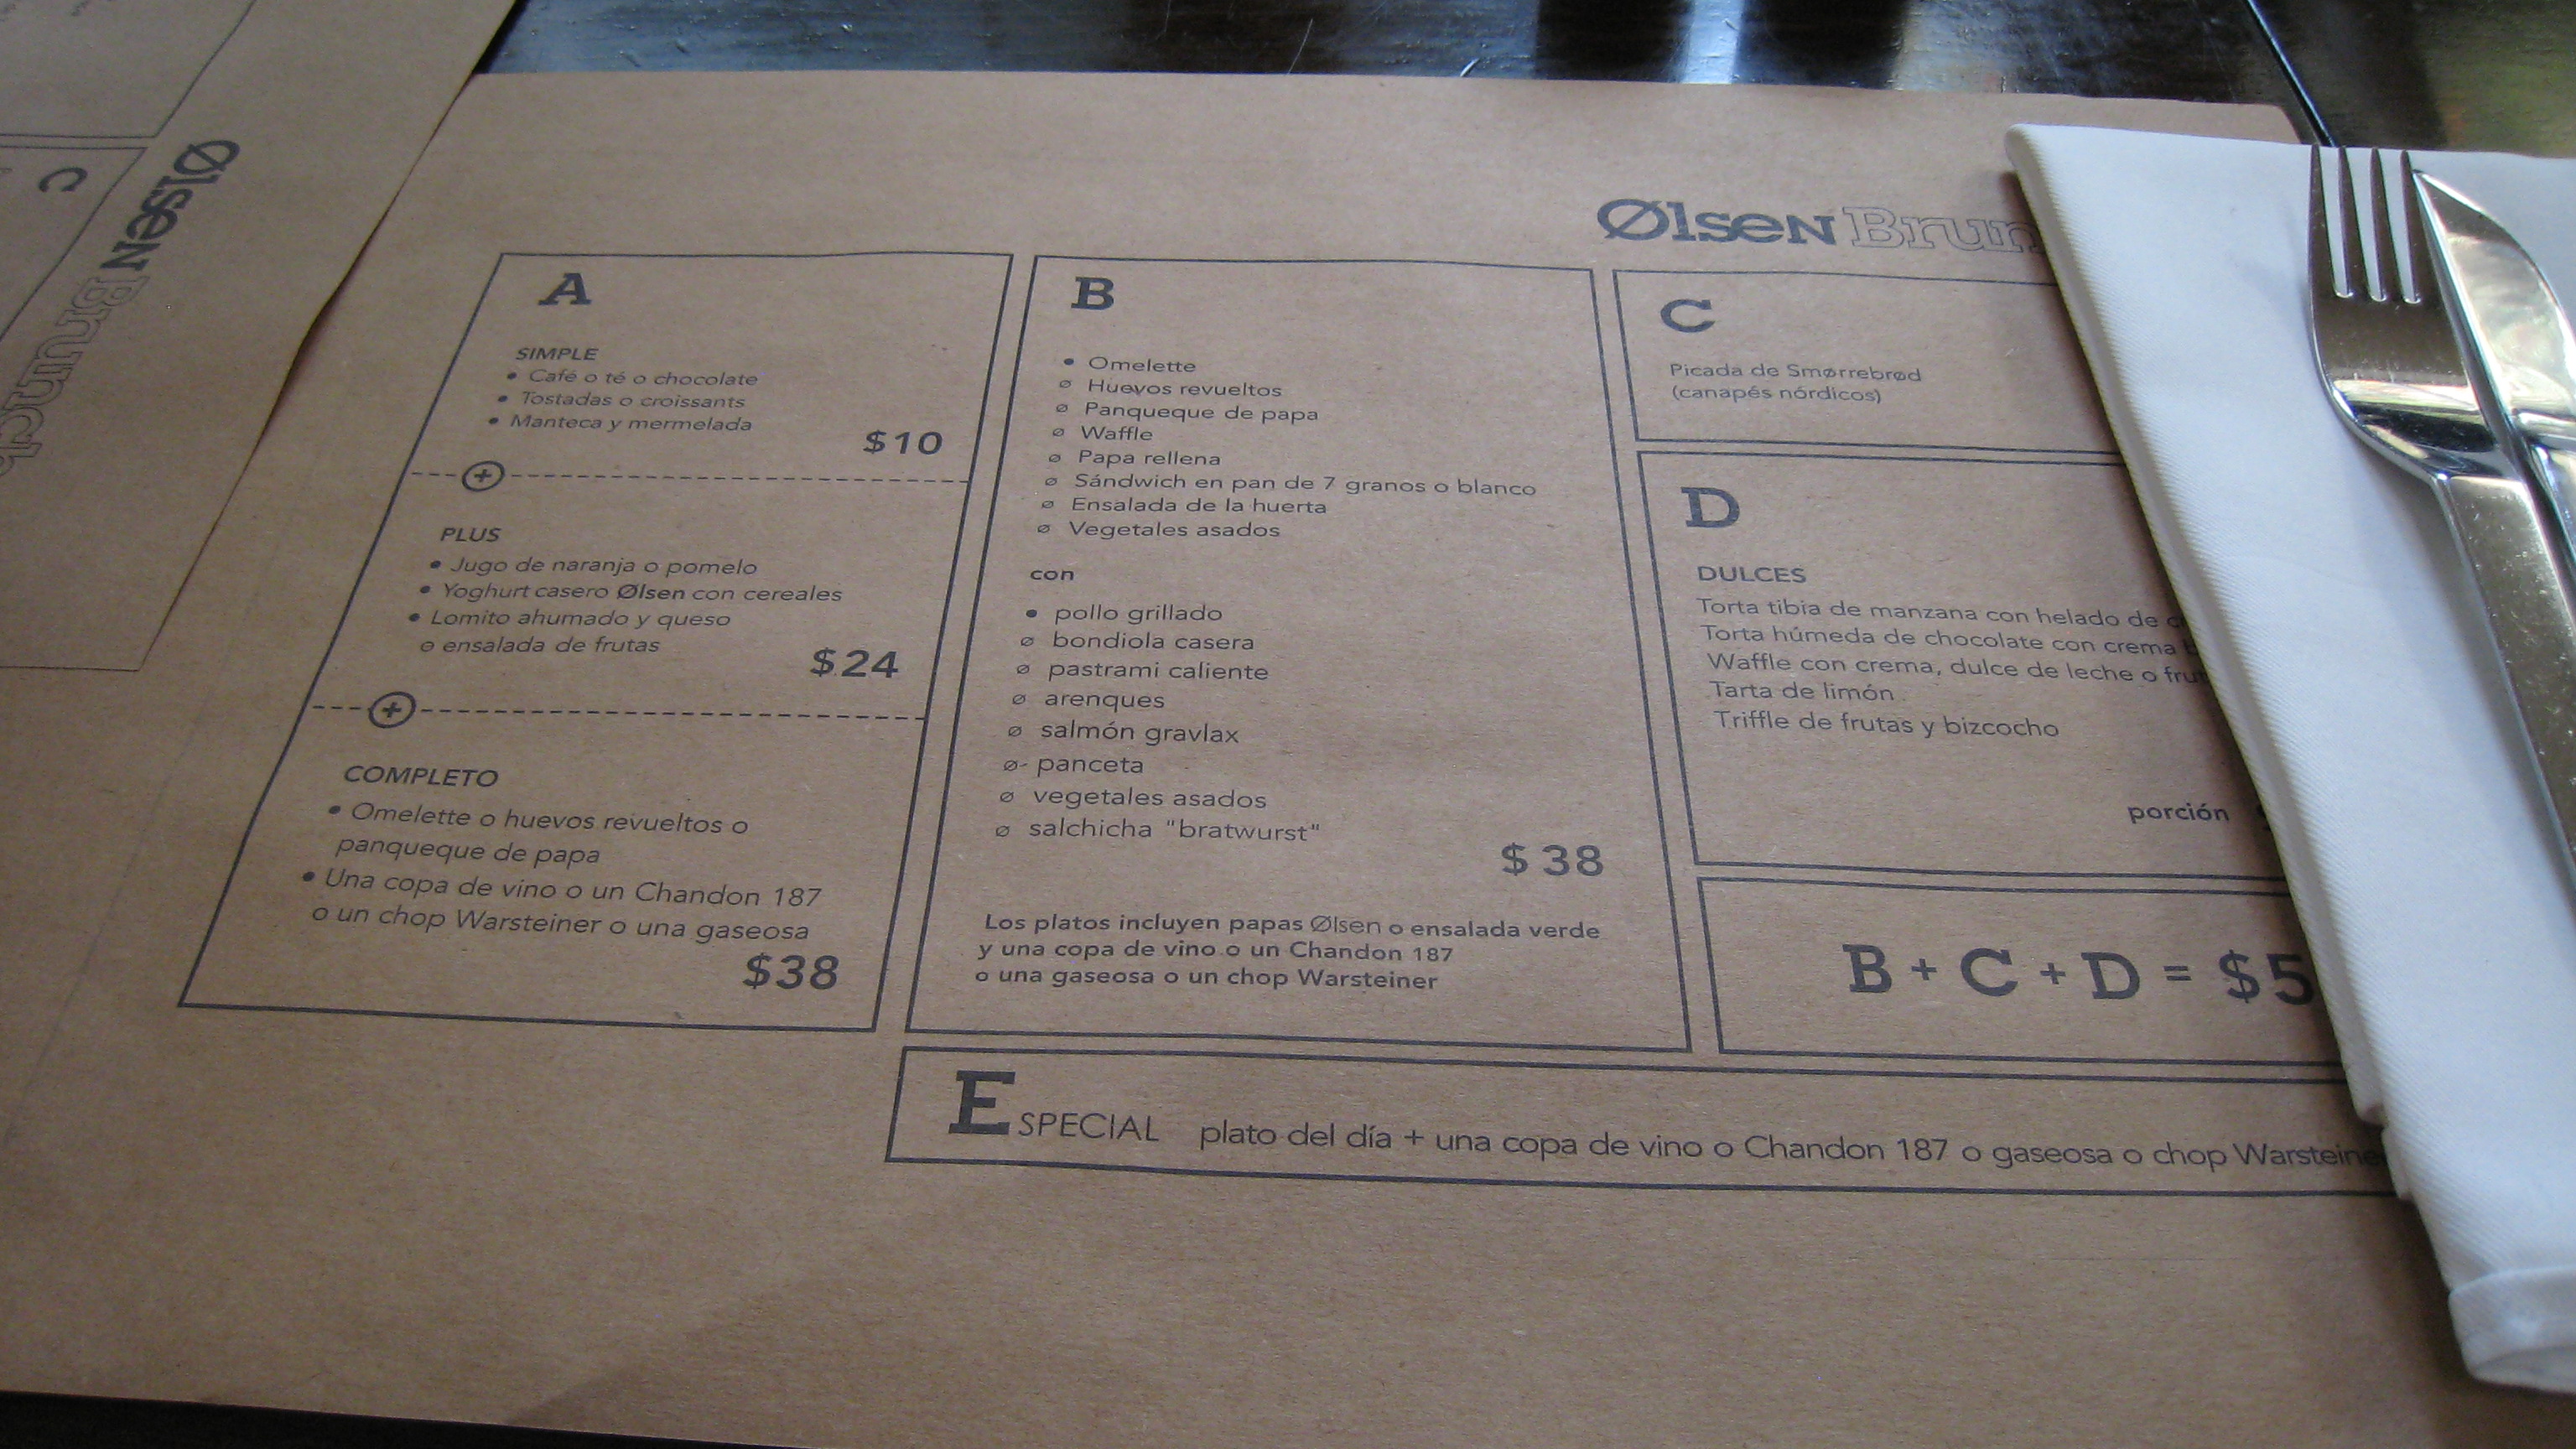 Ølsen Brunch
C
Ølsen
A
SIMPLE
• Café o té o chocolate
• Tostadas o croissants
• Manteca y mermelada
$10
+
PLUS
• Jugo de naranja o pomelo
• Yoghurt casero Ølsen con cereales
• Lomito ahumado y queso
o ensalada de frutas
$24
+
COMPLETO
• Omelette o huevos revueltos o
panqueque de papa
• Una copa de vino o un Chandon 187
o un chop Warsteiner o una gaseosa
$38
B
• Omelette
ø Huevos revueltos
ø Panqueque de papa
ø Waffle
ø Papa rellena
ø Sándwich en pan de 7 granos o blanco
ø Ensalada de la huerta
ø Vegetales asados
con
• pollo grillado
ø bondiola casera
ø pastrami caliente
ø arenques
ø salmón gravlax
ø panceta
ø vegetales asados
ø salchicha "bratwurst"
$38
Los platos incluyen papas Ølsen o ensalada verde
y una copa de vino o un Chandon 187
o una gaseosa o un chop Warsteiner
C
Picada de Smørrebrød
(canapés nórdicos)
D
DULCES
Torta tibia de manzana con helado de
Torta húmeda de chocolate con crema
Waffle con crema, dulce de leche o
Tarta de limón
Triffle de frutas y bizcocho
porción
B + C + D = $5
ESPECIAL plato del día + una copa de vino o Chandon 187 o gaseosa o chop Warsteiner